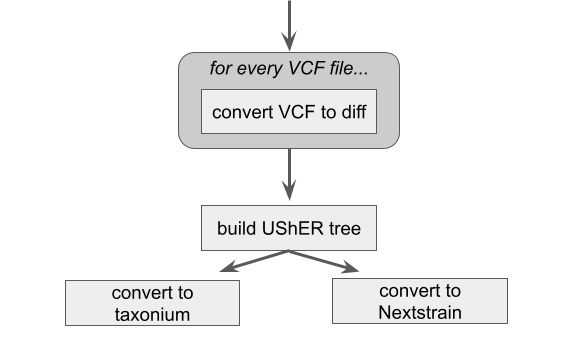 for every VCF file...
convert VCF to diff
build UShER tree
convert to
taxonium
convert to
Nextstrain